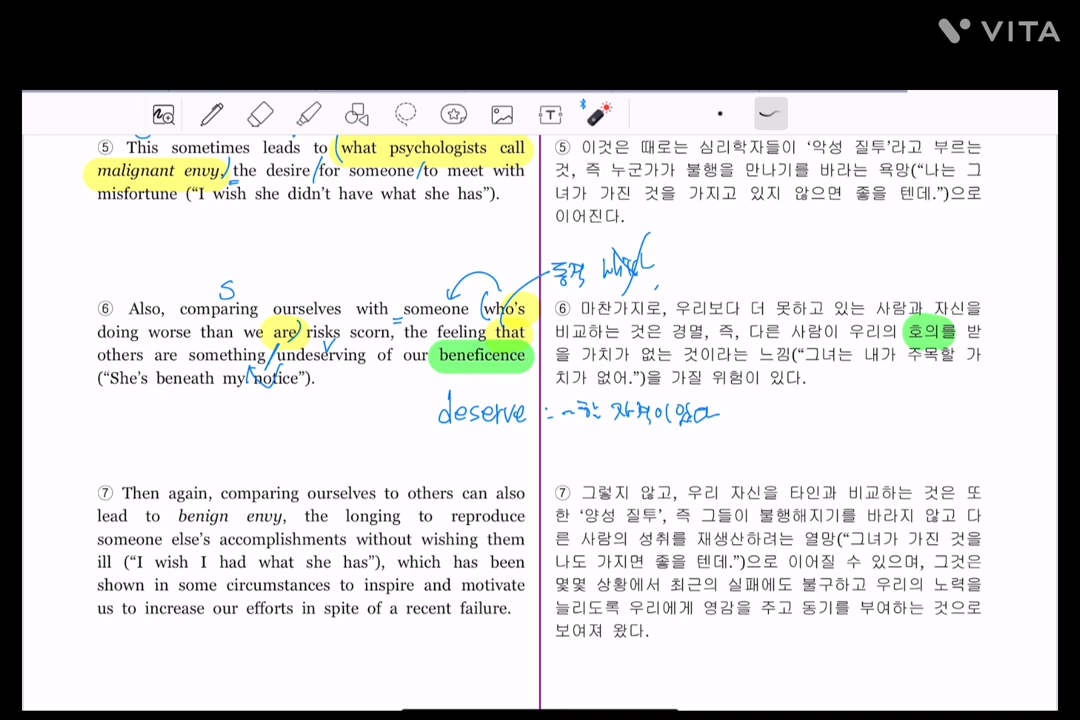 VITA
⑤ This sometimes leads to what psychologists call
malignant envy, the desire for someone to meet with
misfortune (“I wish she didn’t have what she has”).
⑤ 이것은 때로는 심리학자들이 ‘악성 질투’라고 부르는
것, 즉 누군가가 불행을 만나기를 바라는 욕망(“나는 그
녀가 가진 것을 가지고 있지 않으면 좋을 텐데.”)으로
이어진다.
S
동격
⑥ Also, comparing ourselves with someone who’s
doing worse than we are risks scorn, the feeling that
others are something undeserving of our beneficence
(“She’s beneath my notice”).
⑥ 마찬가지로, 우리보다 더 못하고 있는 사람과 자신을
비교하는 것은 경멸, 즉, 다른 사람이 우리의 호의를 받
을 가치가 없는 것이라는 느낌(“그녀는 내가 주목할 가
치가 없어.”)을 가질 위험이 있다.
deserve : ~할 자격이 있다
⑦ Then again, comparing ourselves to others can also
lead to benign envy, the longing to reproduce
someone else’s accomplishments without wishing them
ill (“I wish I had what she has”), which has been
shown in some circumstances to inspire and motivate
us to increase our efforts in spite of a recent failure.
⑦ 그렇지 않고, 우리 자신을 타인과 비교하는 것은 또
한 ‘양성 질투’, 즉 그들이 불행해지기를 바라지 않고 다
른 사람의 성취를 재생산하려는 열망(“그녀가 가진 것을
나도 가지면 좋을 텐데.”)으로 이어질 수 있으며, 그것은
몇몇 상황에서 최근의 실패에도 불구하고 우리의 노력을
늘리도록 우리에게 영감을 주고 동기를 부여하는 것으로
보여져 왔다.